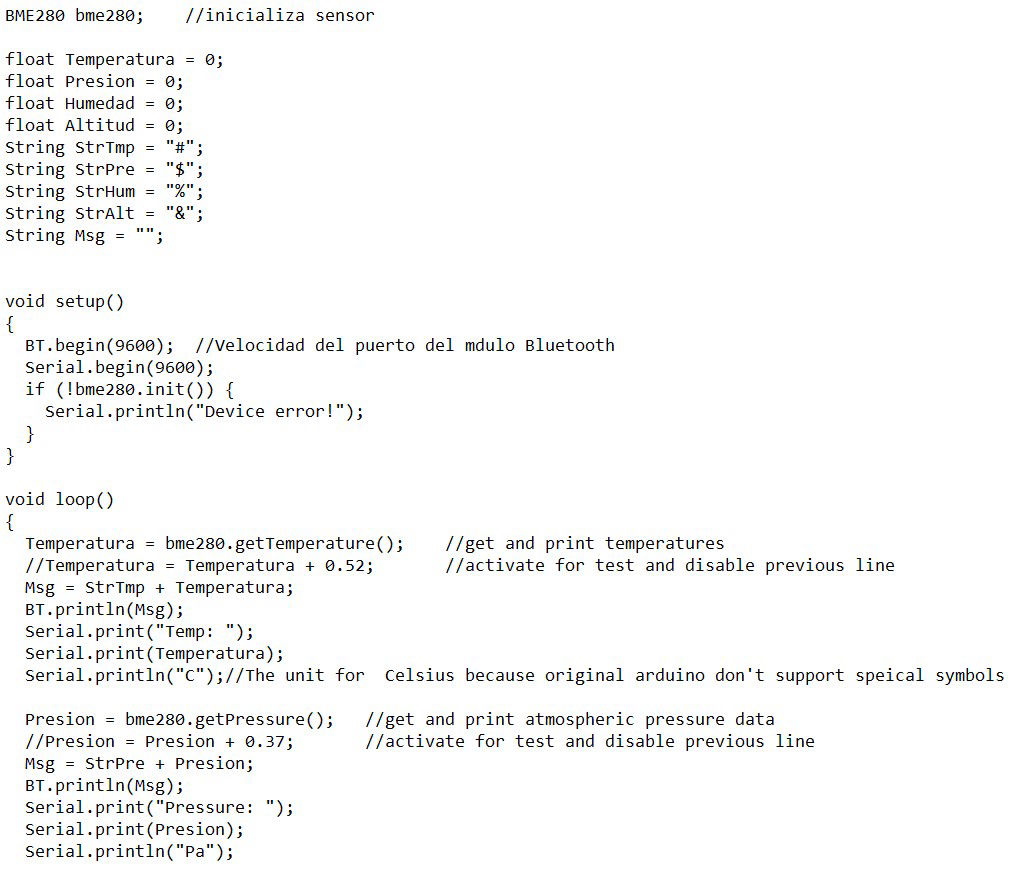 BME280 bme280;    //inicializa sensor

float Temperatura = 0;
float Presion = 0;
float Humedad = 0;
float Altitud = 0;
String StrTmp = "#";
String StrPre = "$";
String StrHum = "%";
String StrAlt = "&";
String Msg = "";


void setup()
{
  BT.begin(9600);  //Velocidad del puerto del mdulo Bluetooth
  Serial.begin(9600);
  if (!bme280.init()) {
    Serial.println("Device error!");
  }
}

void loop()
{
  Temperatura = bme280.getTemperature();    //get and print temperatures
  //Temperatura = Temperatura + 0.52;       //activate for test and disable previous line
  Msg = StrTmp + Temperatura;
  BT.println(Msg);
  Serial.print("Temp: ");
  Serial.print(Temperatura);
  Serial.println("C");//The unit for  Celsius because original arduino don't support speical symbols

  Presion = bme280.getPressure();   //get and print atmospheric pressure data
  //Presion = Presion + 0.37;       //activate for test and disable previous line
  Msg = StrPre + Presion;
  BT.println(Msg);
  Serial.print("Pressure: ");
  Serial.print(Presion);
  Serial.println("Pa");